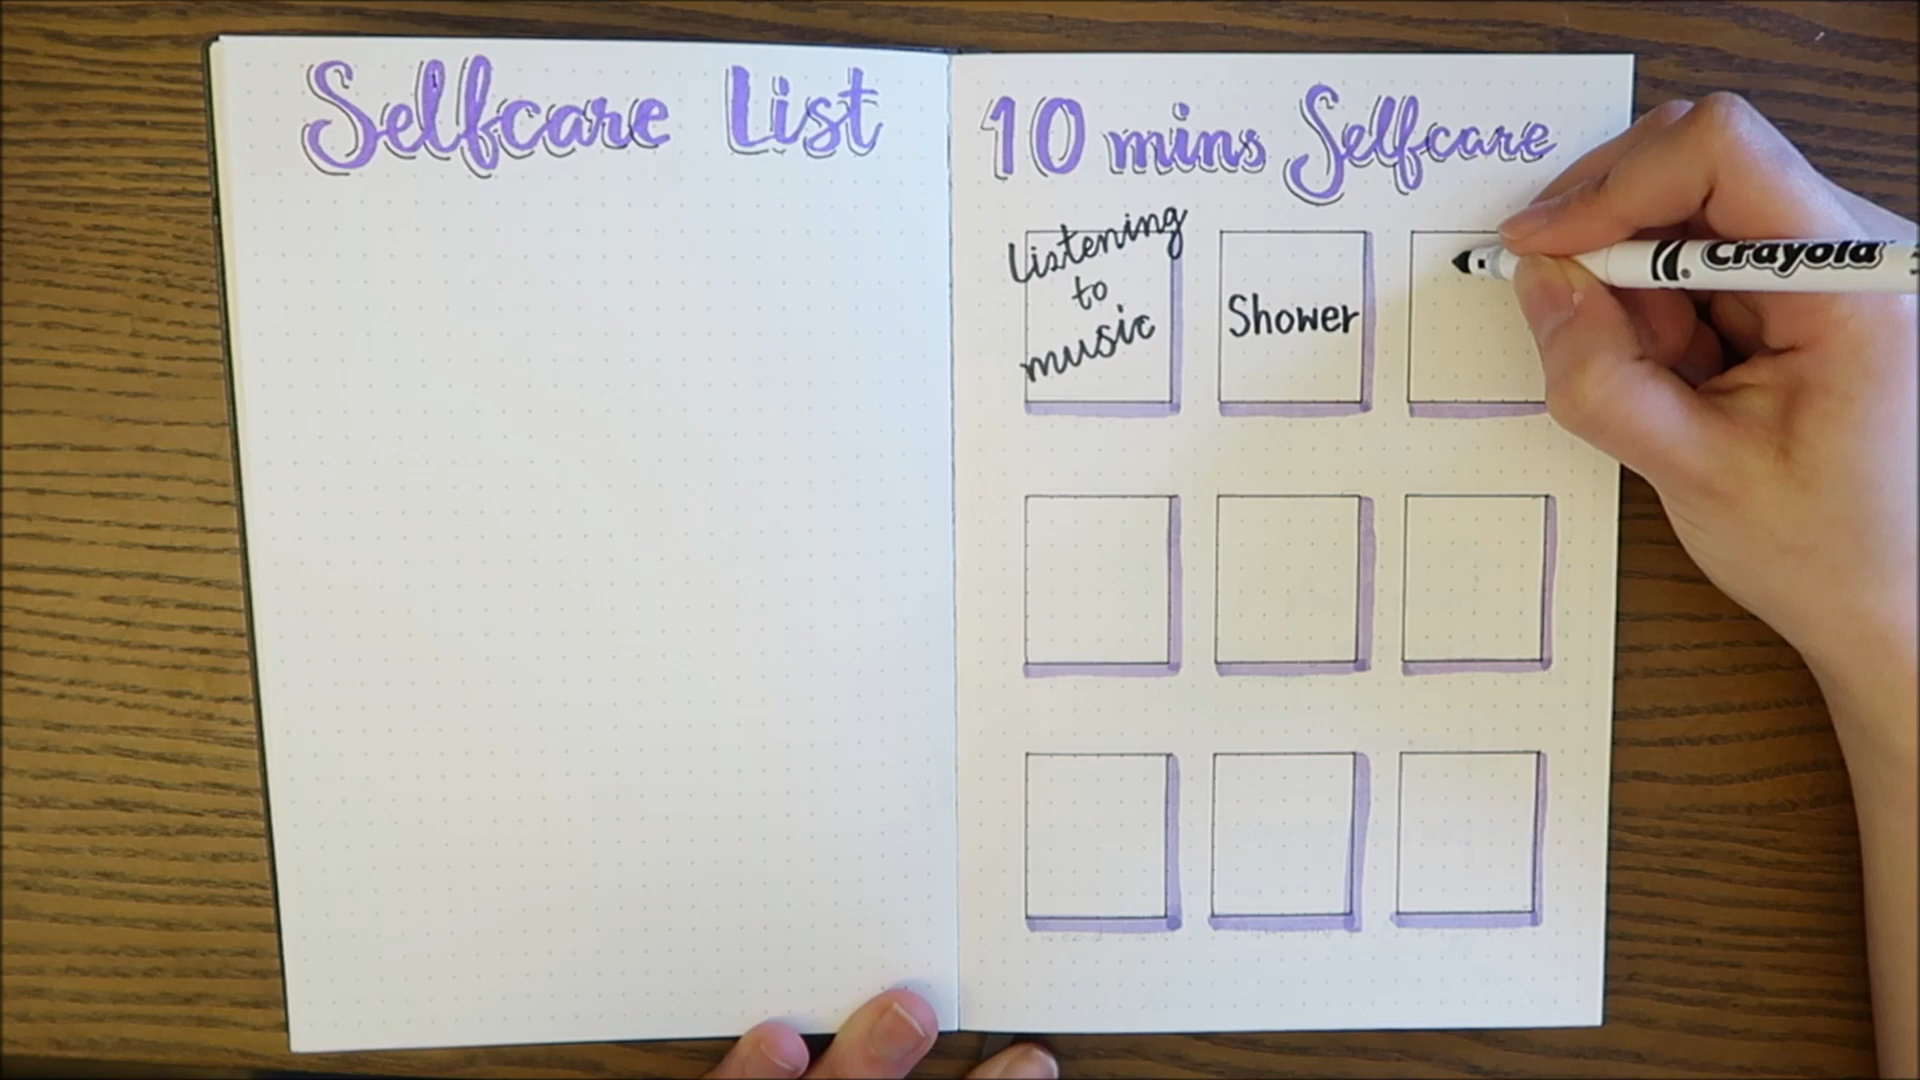 Selfcare List
10 mins Selfcare
Listening
to
music
Shower
Crayola